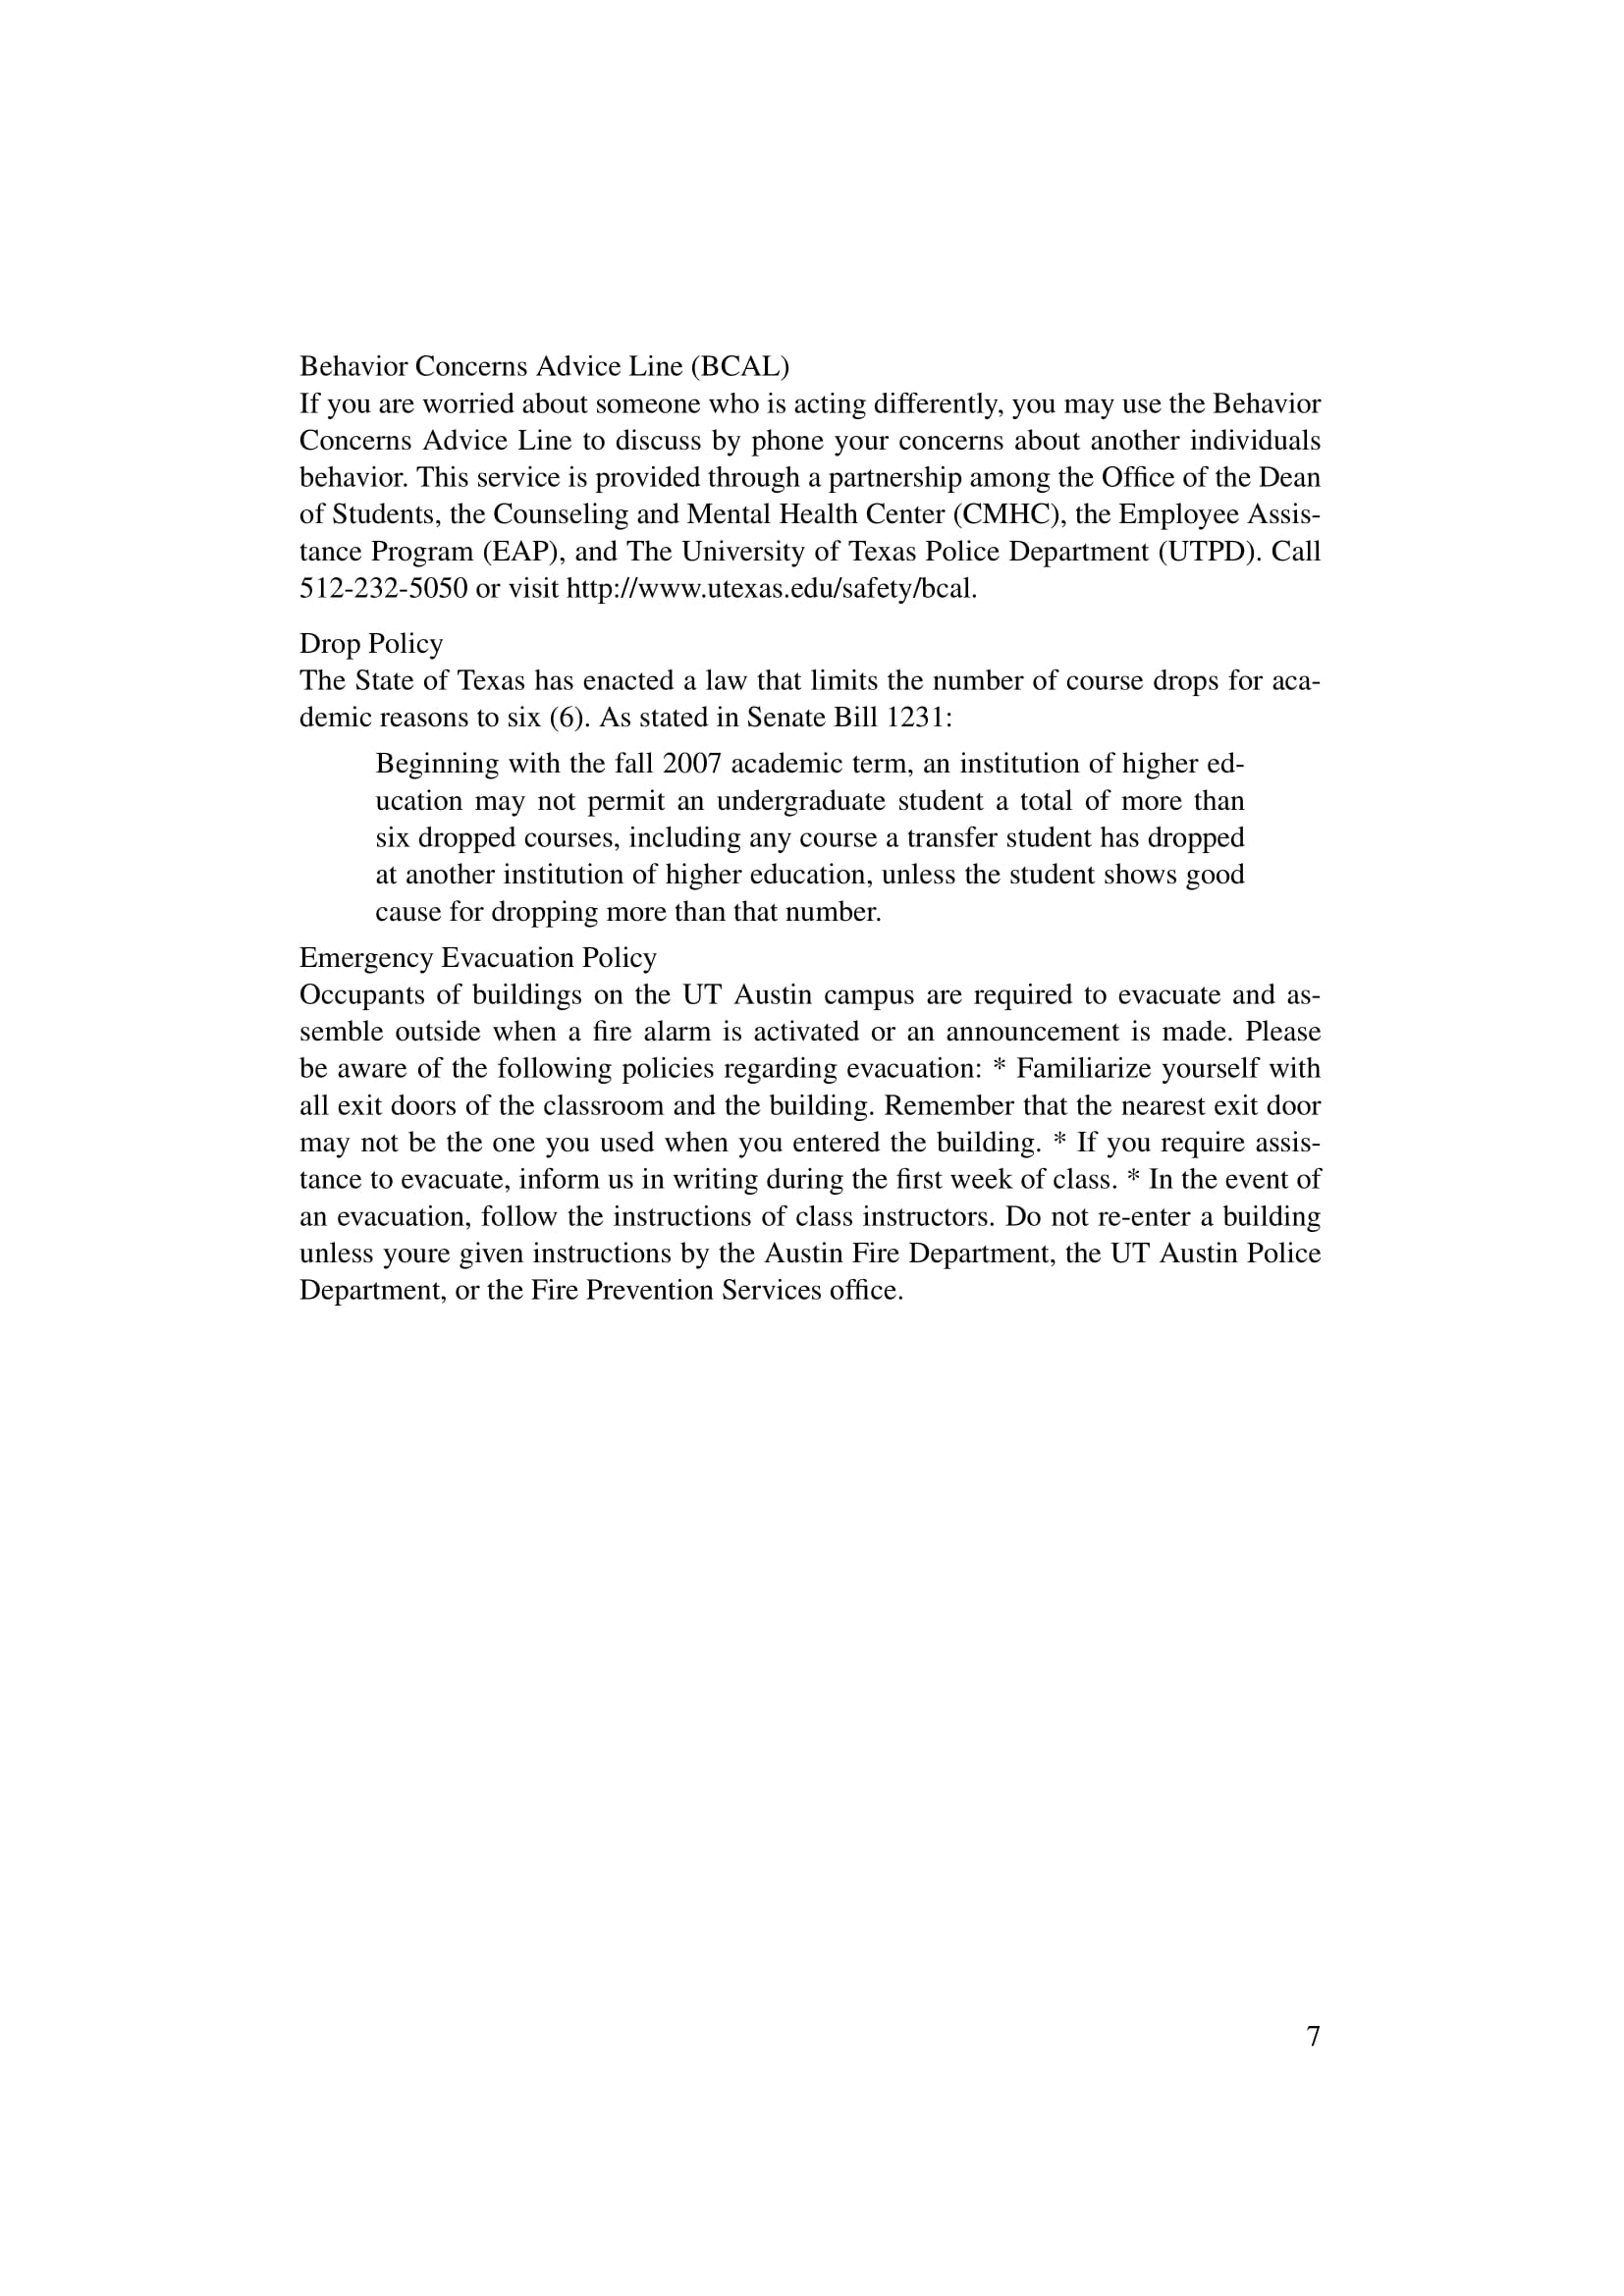 Behavior Concerns Advice Line (BCAL)
If you are worried about someone who is acting differently, you may use the Behavior
Concerns Advice Line to discuss by phone your concerns about another individuals
behavior. This service is provided through a partnership among the Office of the Dean
of Students, the Counseling and Mental Health Center (CMHC), the Employee Assis-
tance Program (EAP), and The University of Texas Police Department (UTPD). Call
512-232-5050 or visit http://www.utexas.edu/safety/bcal.
Drop Policy
The State of Texas has enacted a law that limits the number of course drops for aca-
demic reasons to six (6). As stated in Senate Bill 1231:
Beginning with the fall 2007 academic term, an institution of higher ed-
ucation may not permit an undergraduate student a total of more than
six dropped courses, including any course a transfer student has dropped
at another institution of higher education, unless the student shows good
cause for dropping more than that number.
Emergency Evacuation Policy
Occupants of buildings on the UT Austin campus are required to evacuate and as-
semble outside when a fire alarm is activated or an announcement is made. Please
be aware of the following policies regarding evacuation: * Familiarize yourself with
all exit doors of the classroom and the building. Remember that the nearest exit door
may not be the one you used when you entered the building. * If you require assis-
tance to evacuate, inform us in writing during the first week of class. * In the event of
an evacuation, follow the instructions of class instructors. Do not re-enter a building
unless youre given instructions by the Austin Fire Department, the UT Austin Police
Department, or the Fire Prevention Services office.
7